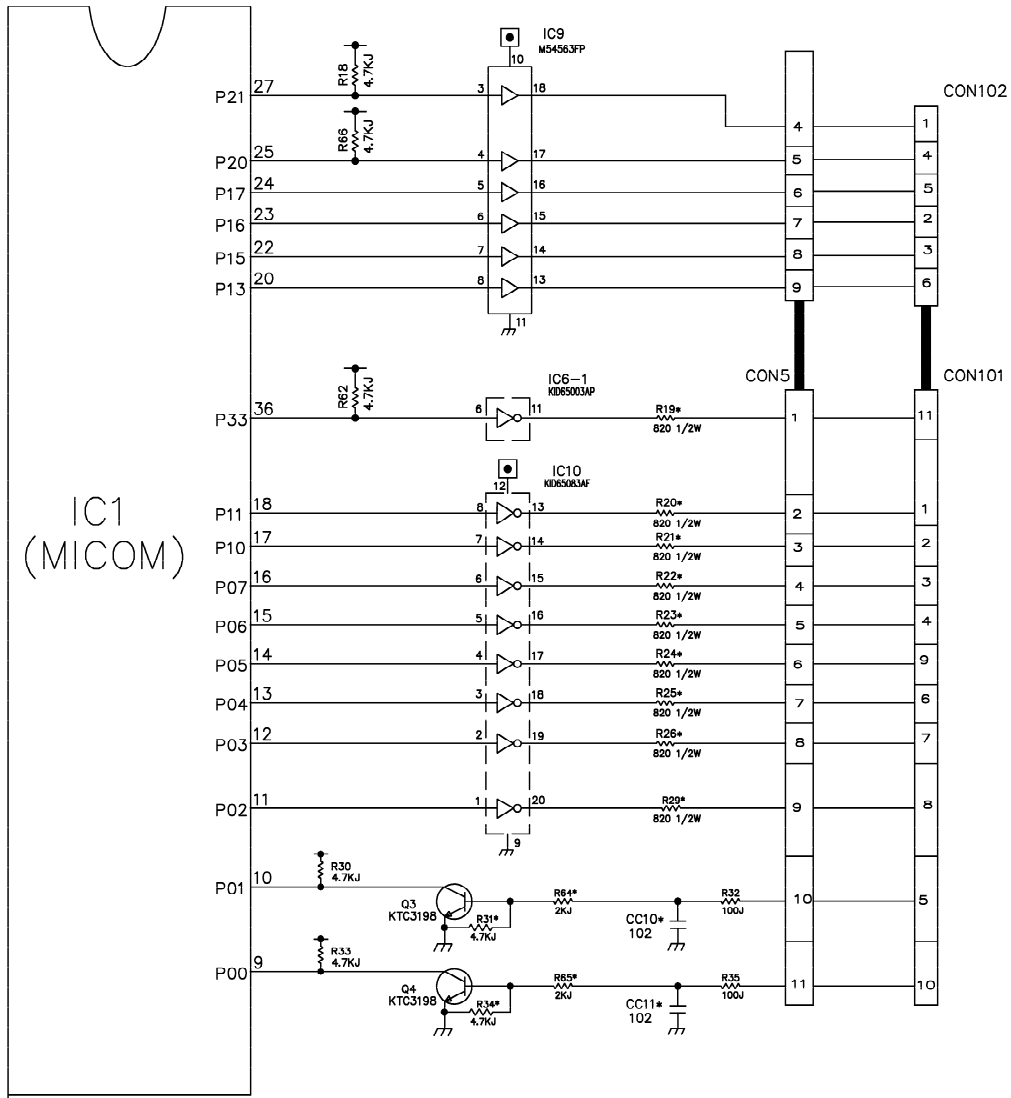 IC9
M54563FP
10
R18
4.7KJ
P21 27 3 18
CON102
4 1
R66
4.7KJ
P20 25 4 17 5 4
P17 24 5 16 6 5
P16 23 6 15 7 2
P15 22 7 14 8 3
P13 20 8 13 9 6
11
R62
4.7KJ
IC6-1
KID65003AP
CON5
CON101
P33 36 6 11 R19* 1 11
820 1/2W
IC10
KID65083AF
12
IC1
(MICOM)
P11 18 8 13 R20* 2 1
820 1/2W
P10 17 7 14 R21* 3 2
820 1/2W
P07 16 6 15 R22* 4 3
820 1/2W
P06 15 5 16 R23* 5 4
820 1/2W
P05 14 4 17 R24* 6 9
820 1/2W
P04 13 3 18 R25* 7 6
820 1/2W
P03 12 2 19 R26* 8 7
820 1/2W
P02 11 1 20 R29* 9 8
820 1/2W
9
R30
4.7KJ
P01 10
Q3
KTC3198
R31*
4.7KJ
R64*
2KJ
CC10*
102
R32
100J
10 5
R33
4.7KJ
P00 9
Q4
KTC3198
R34*
4.7KJ
R65*
2KJ
CC11*
102
R35
100J
11 10